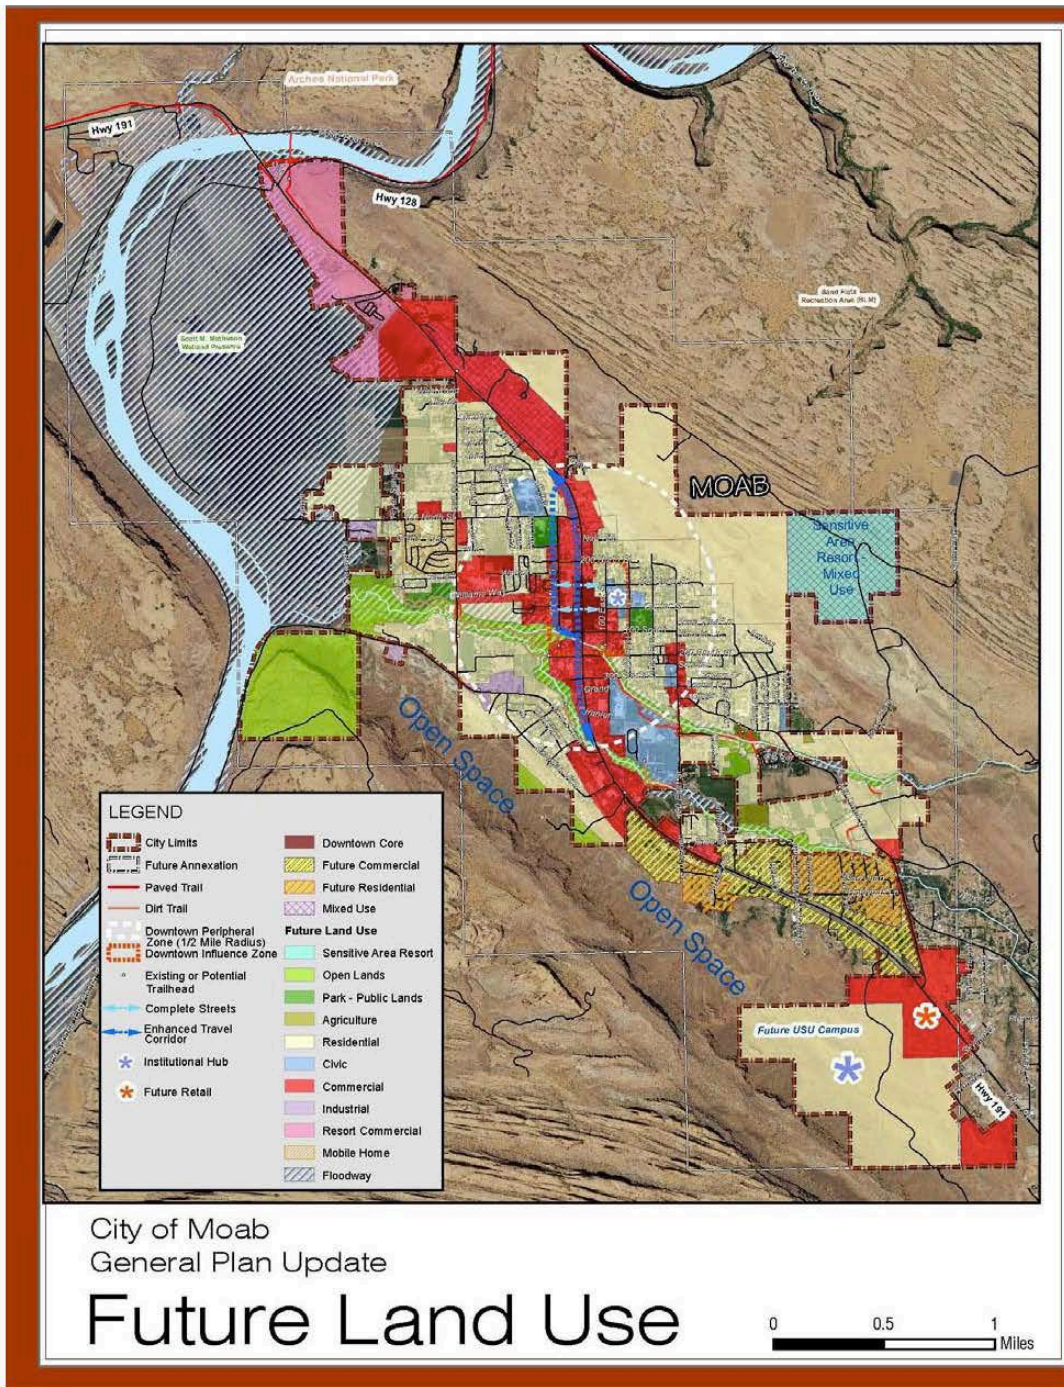 Arches National Park
Hwy 191
Hwy 128
Sand Flats
Recreation Area (BLM)
Scott M. Matheson
Wetland Preserve
MOAB
Sensitive
Area
Resort -
Mixed
Use
Open Space
Open Space
Future USU Campus
Hwy 191
LEGEND
City Limits
Future Annexation
Paved Trail
Dirt Trail
Downtown Peripheral
Zone (1/2 Mile Radius)
Downtown Influence Zone
Existing or Potential
Trailhead
Complete Streets
Enhanced Travel
Corridor
Institutional Hub
Future Retail
Downtown Core
Future Commercial
Future Residential
Mixed Use
Future Land Use
Sensitive Area Resort
Open Lands
Park - Public Lands
Agriculture
Residential
Civic
Commercial
Industrial
Resort Commercial
Mobile Home
Floodway
City of Moab
General Plan Update
Future Land Use
0 0.5 1
Miles